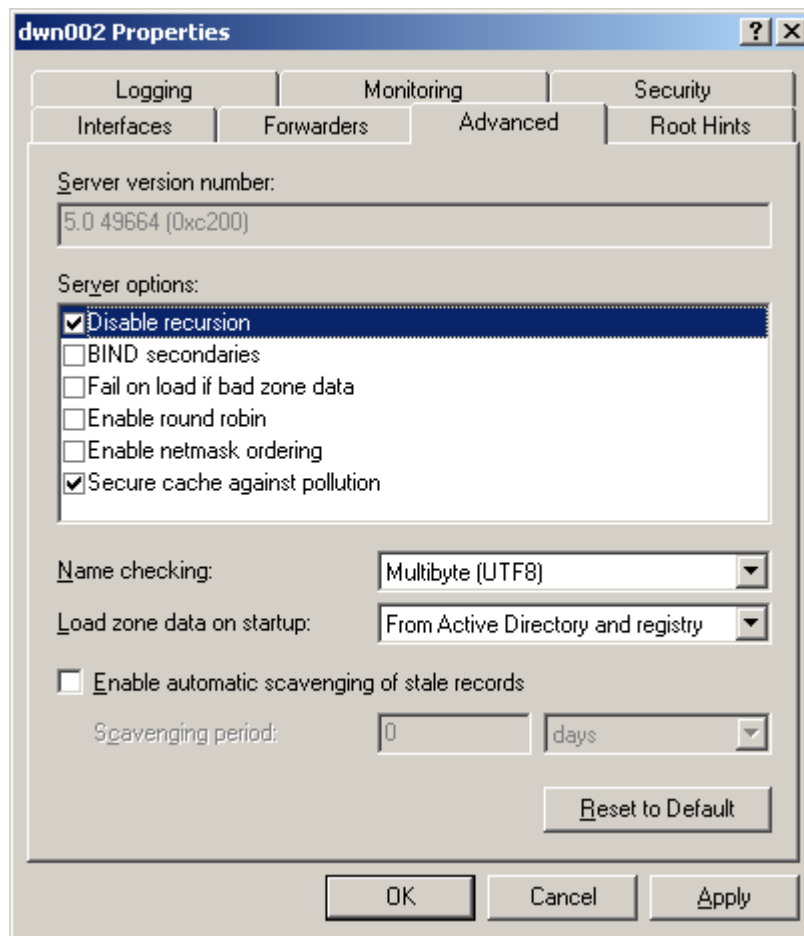 dwn002 Properties
Logging Monitoring Security
Interfaces Forwarders Advanced Root Hints
Server version number:
5.0 49664 (0xc200)
Server options:
Disable recursion
BIND secondaries
Fail on load if bad zone data
Enable round robin
Enable netmask ordering
Secure cache against pollution
Name checking: Multibyte (UTF8)
Load zone data on startup: From Active Directory and registry
Enable automatic scavenging of stale records
Scavenging period: 0 days
Reset to Default
OK Cancel Apply